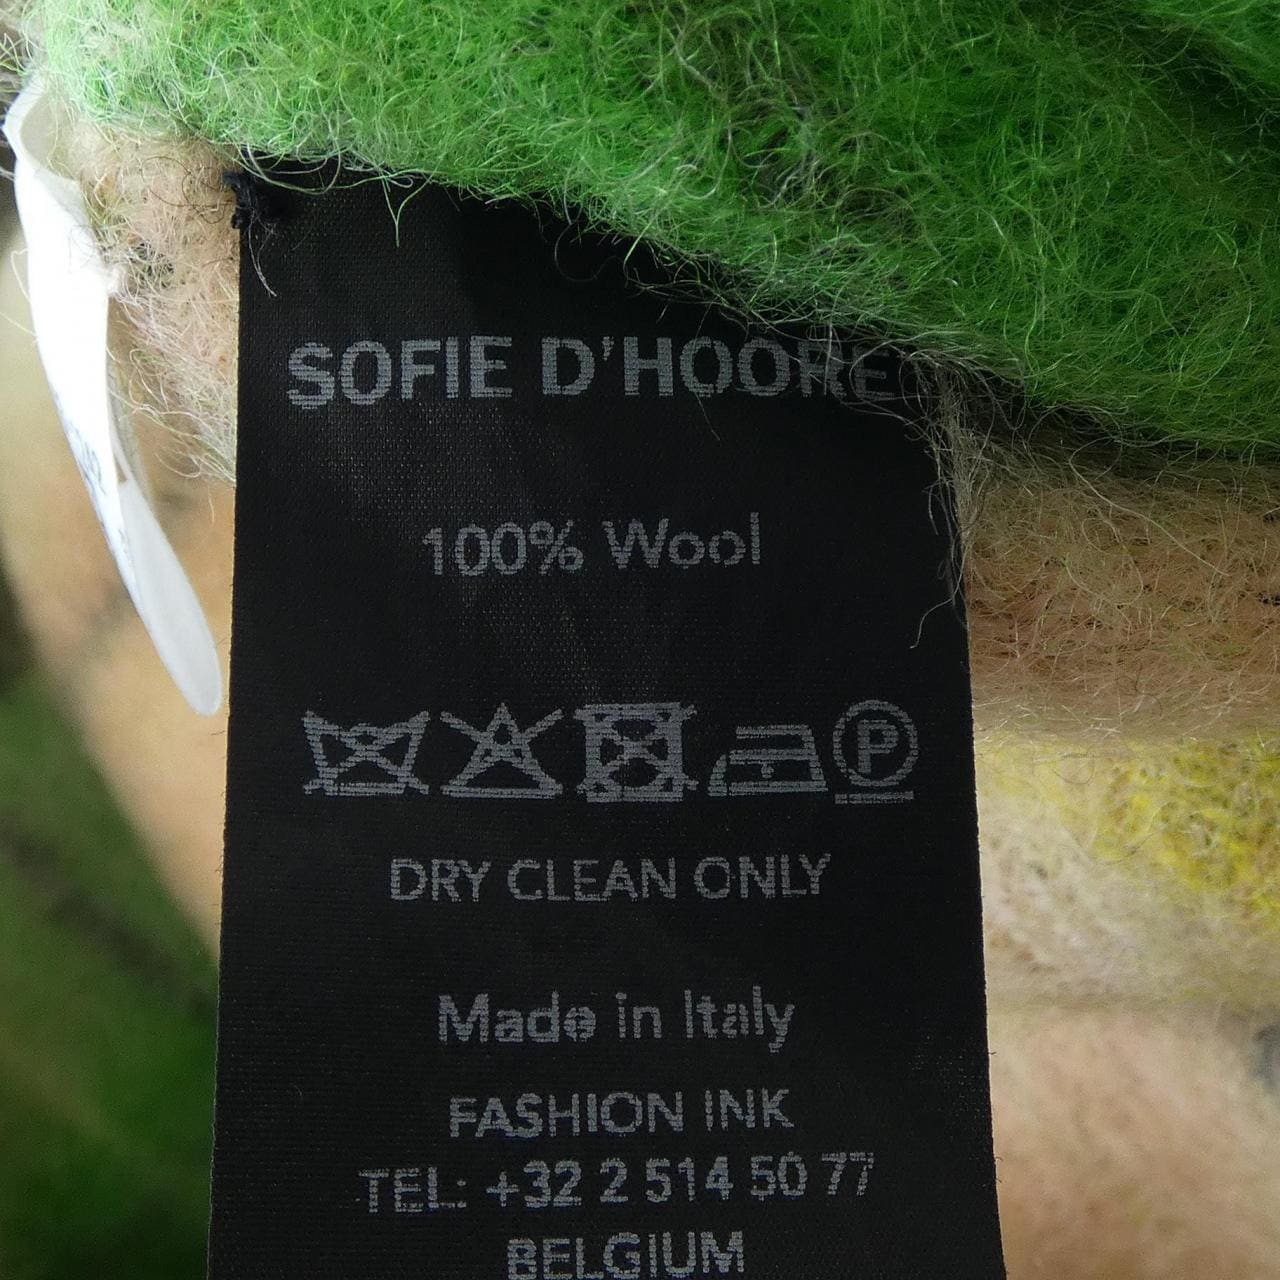 SOFIE D'HOORE
100% Wool
P
DRY CLEAN ONLY
Made in Italy
FASHION INK
TEL: +32 2 514 50 77
BELGIUM